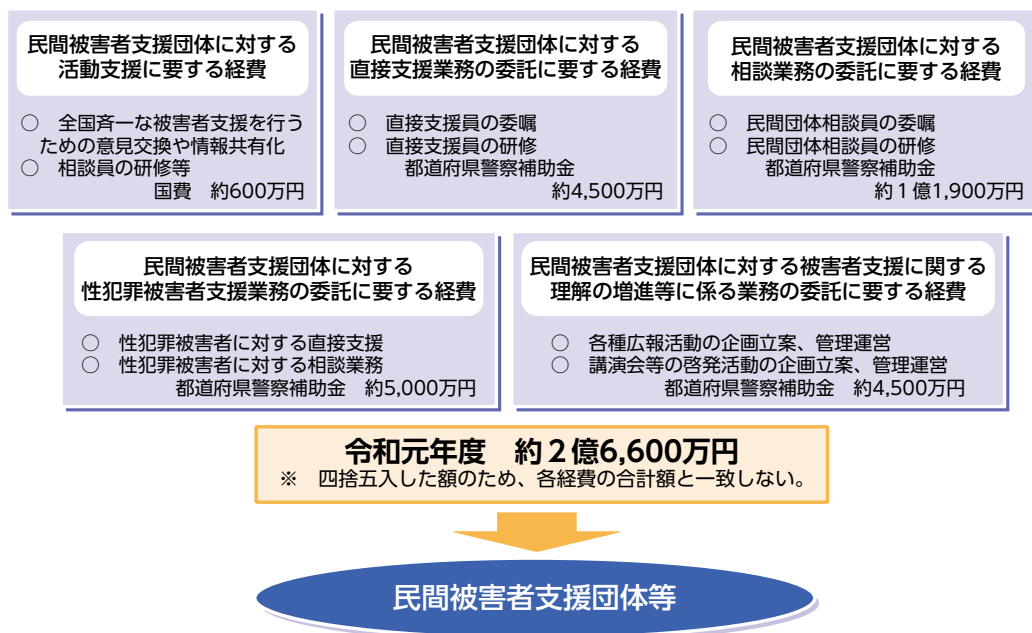 民間被害者支援団体に対する
活動支援に要する経費
○　全国斉一な被害者支援を行う
ための意見交換や情報共有化
○　相談員の研修等
国費　約600万円
民間被害者支援団体に対する
直接支援業務の委託に要する経費
○　直接支援員の委嘱
○　直接支援員の研修
都道府県警察補助金
約4,500万円
民間被害者支援団体に対する
相談業務の委託に要する経費
○　民間団体相談員の委嘱
○　民間団体相談員の研修
都道府県警察補助金
約１億1,900万円
民間被害者支援団体に対する
性犯罪被害者支援業務の委託に要する経費
○　性犯罪被害者に対する直接支援
○　性犯罪被害者に対する相談業務
都道府県警察補助金　約5,000万円
民間被害者支援団体に対する被害者支援に関する
理解の増進等に係る業務の委託に要する経費
○　各種広報活動の企画立案、管理運営
○　講演会等の啓発活動の企画立案、管理運営
都道府県警察補助金　約4,500万円
令和元年度　約２億6,600万円
※　四捨五入した額のため、各経費の合計額と一致しない。
民間被害者支援団体等